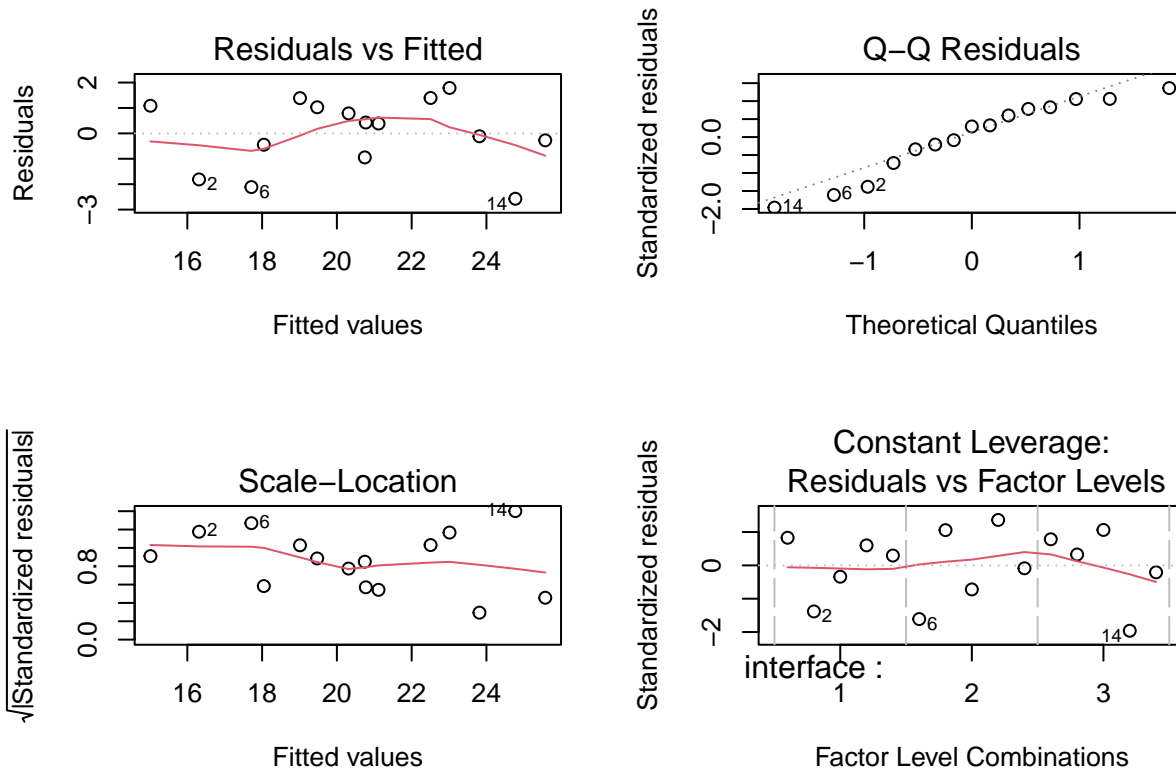 Residuals vs Fitted
Residuals
2
0
−3
2
6
14
16 18 20 22 24
Fitted values
Q−Q Residuals
Standardized residuals
0.0
−2.0
14
6
2
−1 0 1
Theoretical Quantiles
Scale−Location
√|Standardized residuals|
0.8
0.0
2
6
14
16 18 20 22 24
Fitted values
Constant Leverage:
Residuals vs Factor Levels
Standardized residuals
0
−2
2
6
14
interface :
1 2 3
Factor Level Combinations